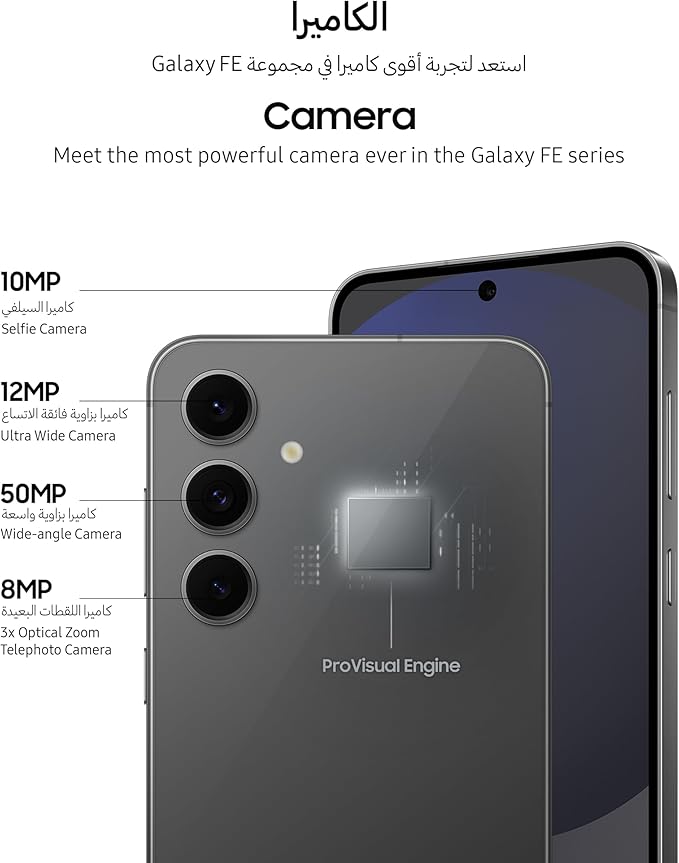 الكاميرا
استعد لتجربة أقوى كاميرا في مجموعة Galaxy FE
Camera
Meet the most powerful camera ever in the Galaxy FE series
10MP
كاميرا السيلفي
Selfie Camera
12MP
كاميرا بزاوية فائقة الاتساع
Ultra Wide Camera
50MP
كاميرا بزاوية واسعة
Wide-angle Camera
8MP
كاميرا اللقطات البعيدة
3x Optical Zoom
Telephoto Camera
ProVisual Engine